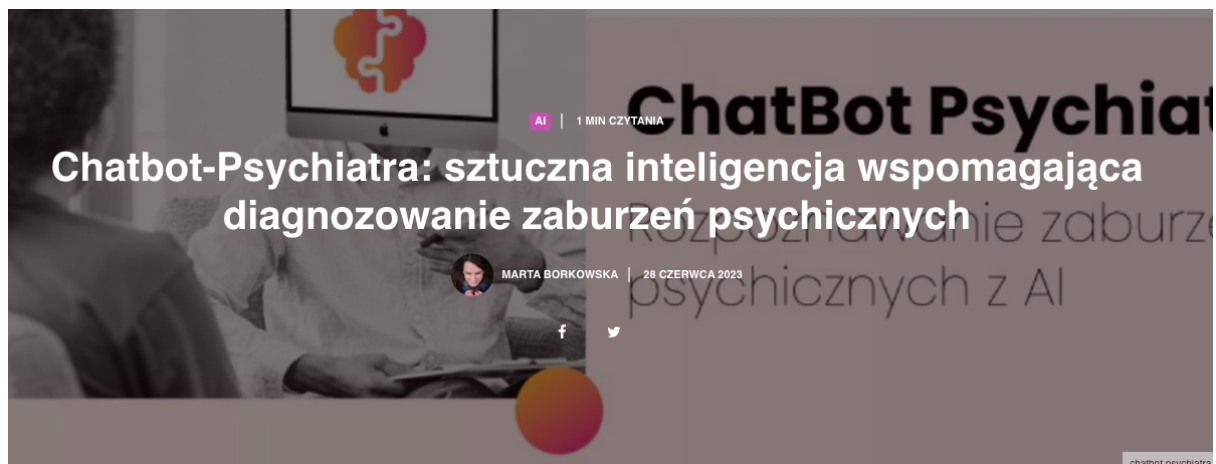 AI | 1 MIN CZYTANIA
Chatbot-Psychiatra: sztuczna inteligencja wspomagająca
diagnozowanie zaburzeń psychicznych
MARTA BORKOWSKA | 28 CZERWCA 2023
ChatBot Psychiat
Rozpoznawanie zaburze
psychicznych z AI
chatbot psychiatra